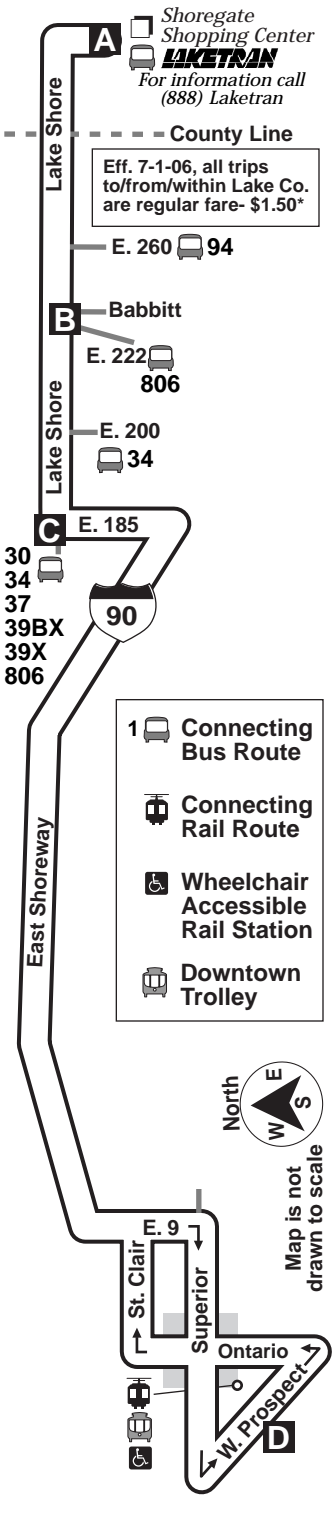 A
Shoregate
Shopping Center
LAKETRAN
For information call
(888) Laketran
Lake Shore
County Line
Eff. 7-1-06, all trips
to/from/within Lake Co.
are regular fare- $1.50*
E. 260 94
B
Babbitt
E. 222
806
Lake Shore
E. 200
34
C
E. 185
30
34
37
39BX
39X
806
90
1 Connecting
Bus Route
Connecting
Rail Route
Wheelchair
Accessible
Rail Station
Downtown
Trolley
East Shoreway
North
E
S
W
Map is not
drawn to scale
E. 9
St. Clair
Superior
Ontario
W. Prospect
D